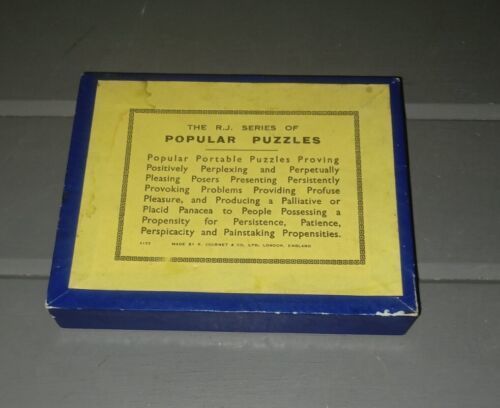 THE R.J. SERIES OF
POPULAR PUZZLES
Popular Portable Puzzles Proving
Positively Perplexing and Perpetually
Pleasing Posers Presenting Persistently
Provoking Problems Providing Profuse
Pleasure, and Producing a Palliative or
Placid Panacea to People Possessing a
Propensity for Persistence, Patience,
Perspicacity and Painstaking Propensities.
MADE BY R. JOURNET & CO. LTD, LONDON, ENGLAND